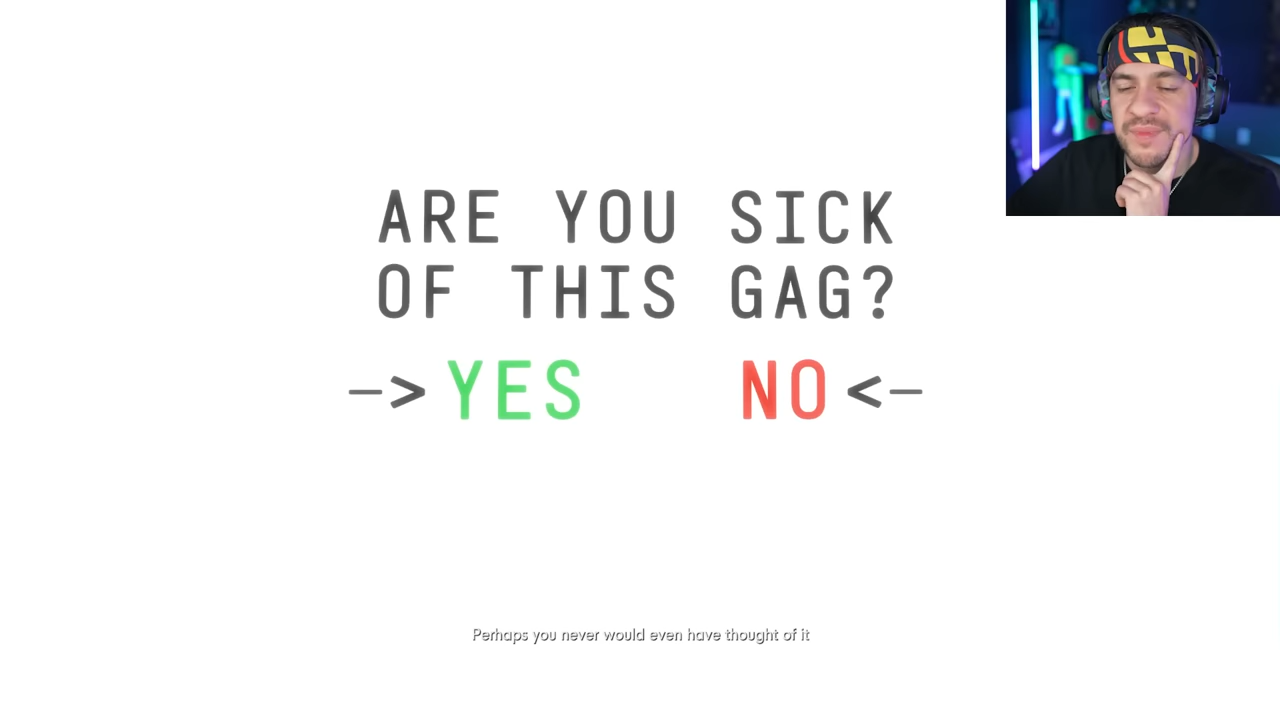 ARE YOU SICK
OF THIS GAG?
—> YES NO <—
Perhaps you never would even have thought of it